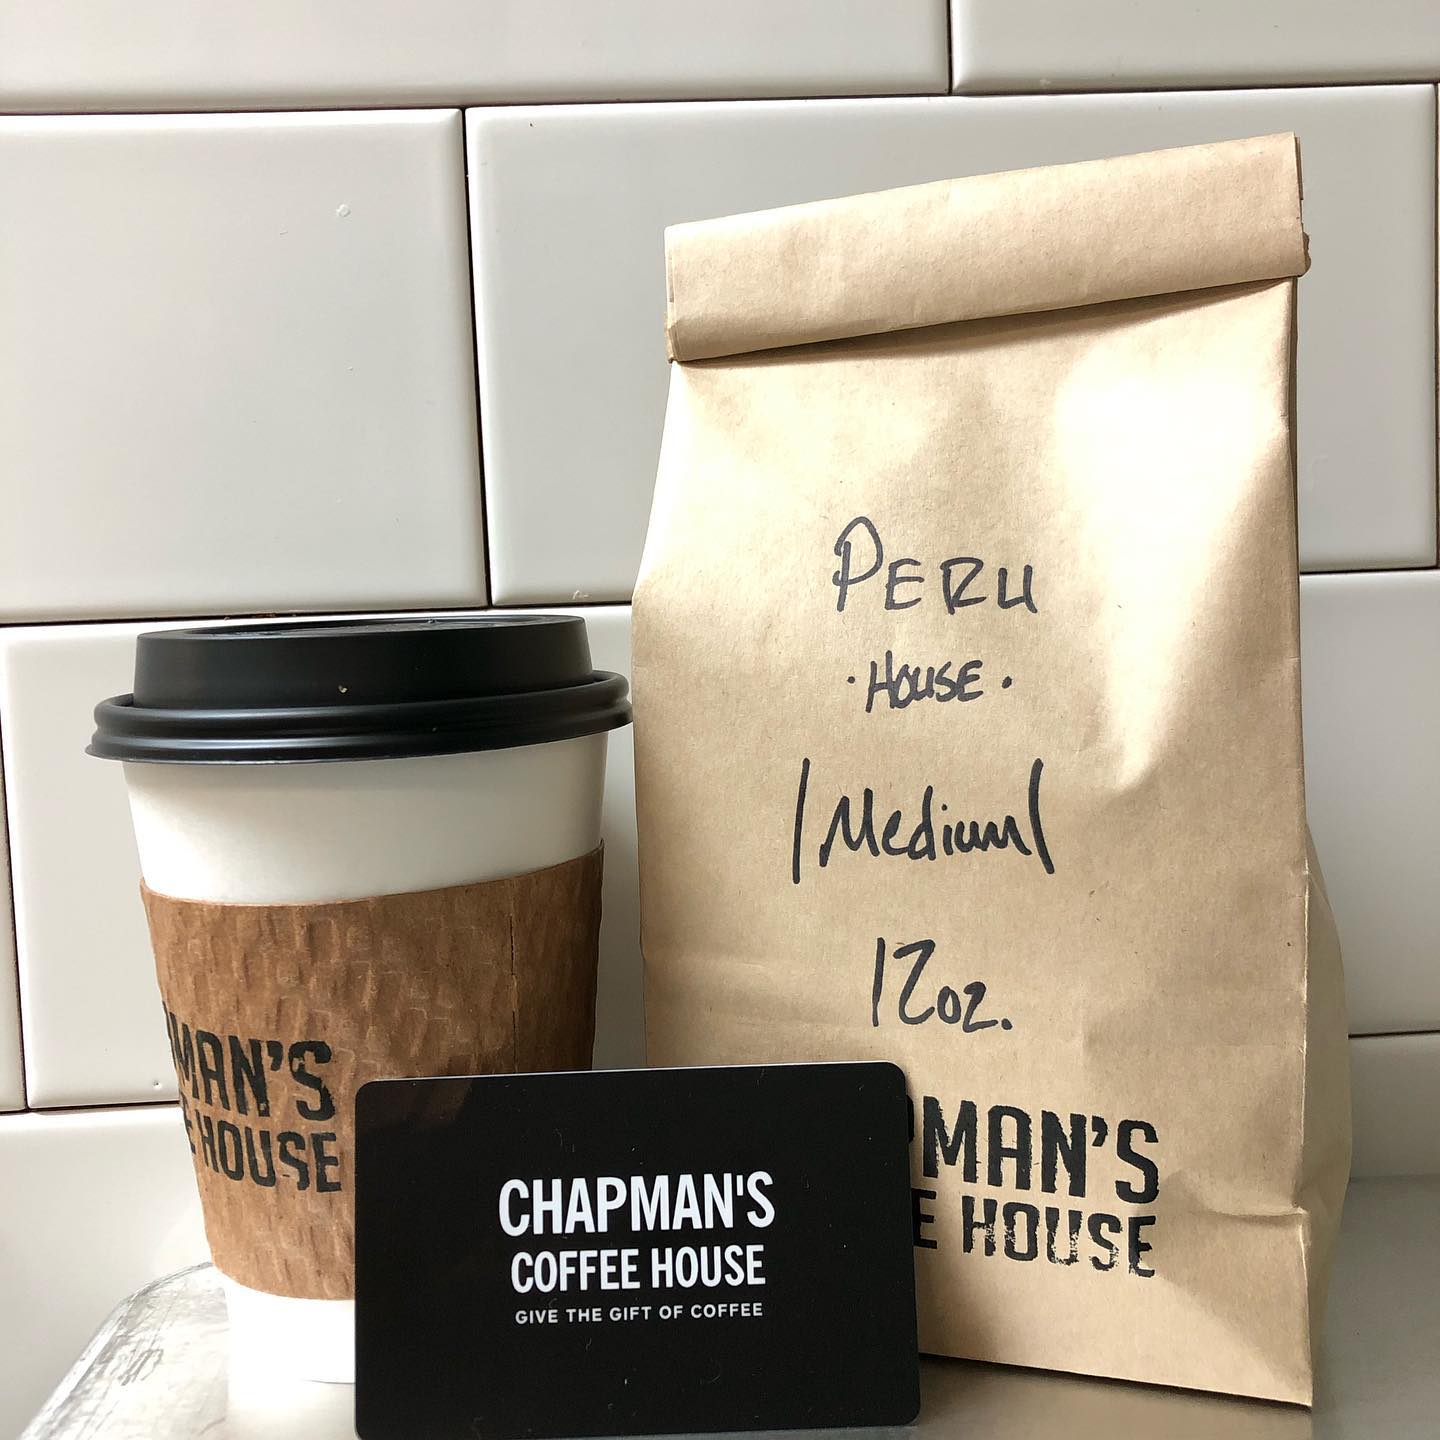 PERU
·HOUSE·
/Medium/
12oz.
MAN'S
E HOUSE
MAN'S
HOUSE
CHAPMAN'S
COFFEE HOUSE
GIVE THE GIFT OF COFFEE